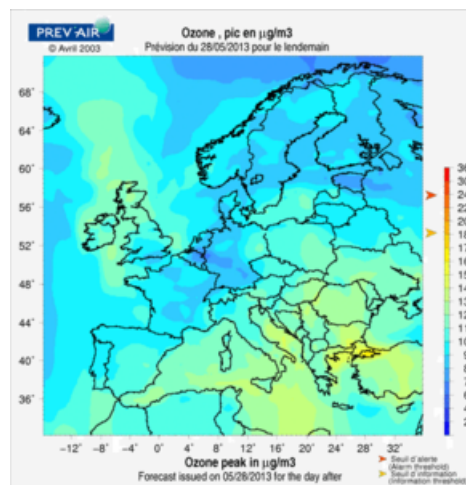 PREV'AIR
© Avril 2003
Ozone , pic en µg/m3
Prévision du 28/05/2013 pour le lendemain
68°
64°
60°
56°
52°
48°
44°
40°
36°
32°
-12° -8° -4° 0° 4° 8° 12° 16° 20° 24° 28° 32°
Ozone peak in µg/m3
Forecast issued on 05/28/2013 for the day after
Seuil d'alerte
(Alarm threshold)
Seuil d'information
(Information threshold)